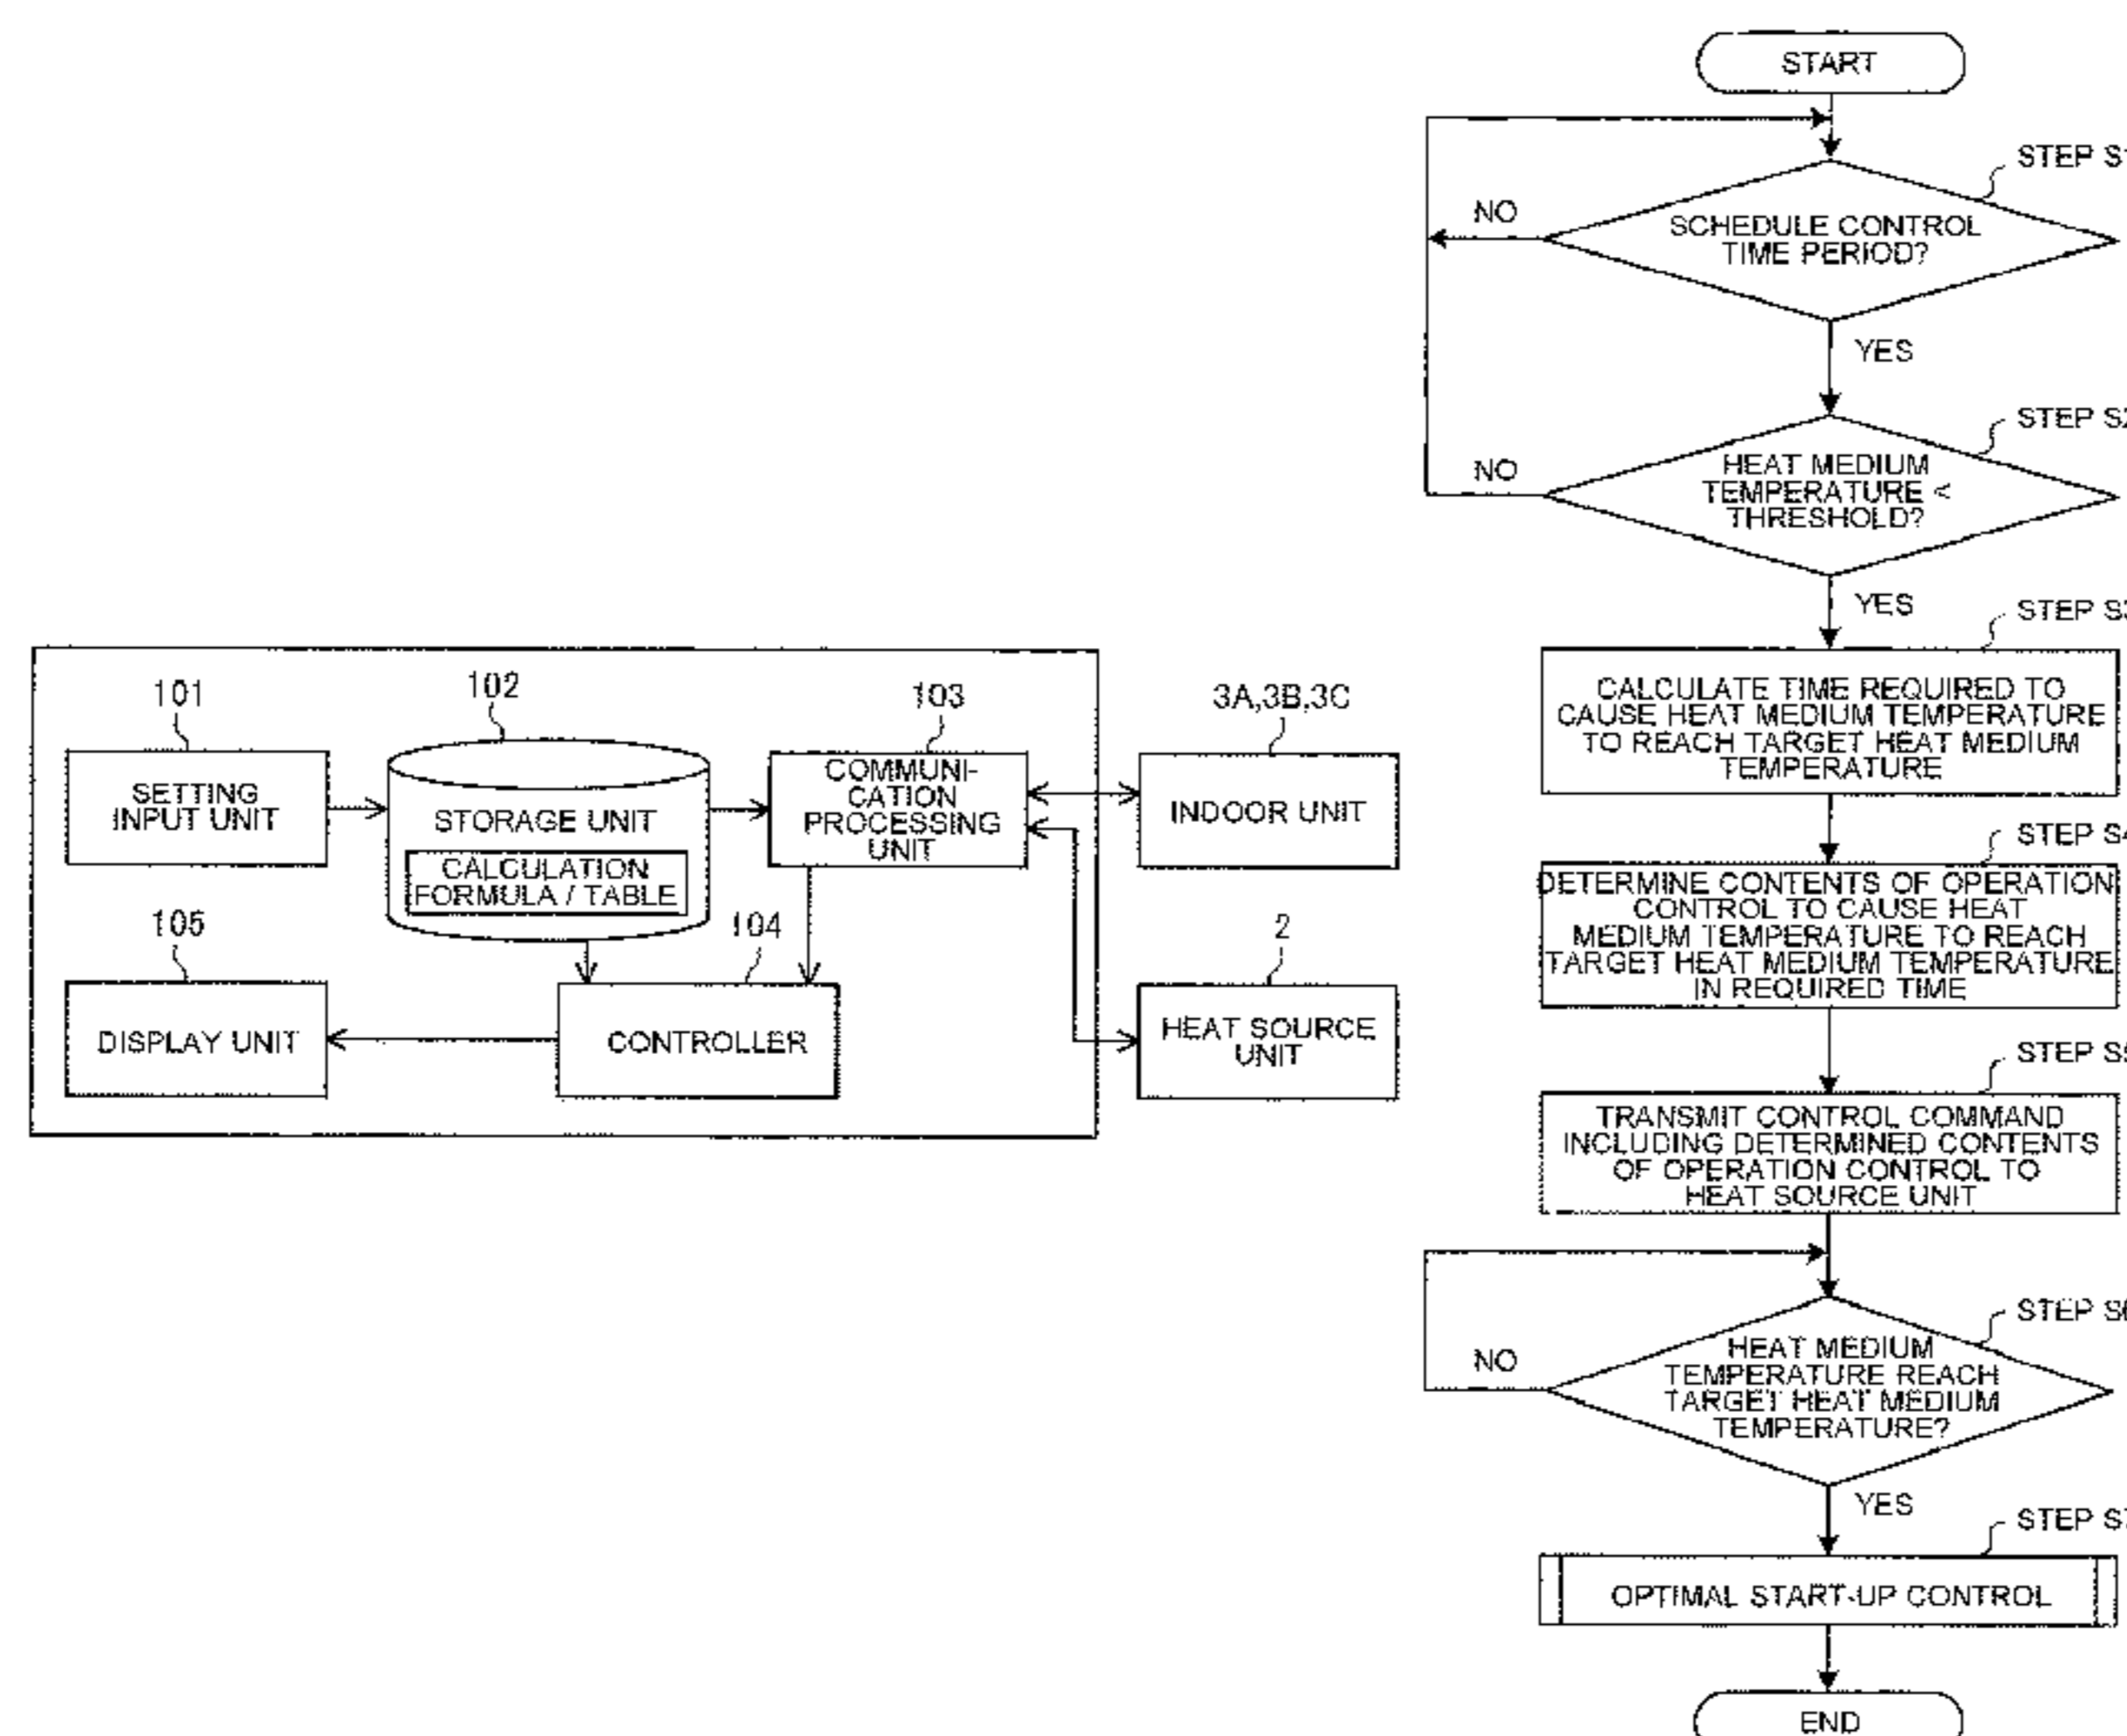 101
SETTING
INPUT UNIT
102
STORAGE UNIT
CALCULATION
FORMULA / TABLE
103
COMMUNI-
CATION
PROCESSING
UNIT
3A,3B,3C
INDOOR UNIT
105
DISPLAY UNIT
104
CONTROLLER
2
HEAT SOURCE
UNIT
START
STEP S1
SCHEDULE CONTROL
TIME PERIOD?
NO
YES
STEP S2
HEAT MEDIUM
TEMPERATURE <
THRESHOLD?
NO
YES
STEP S3
CALCULATE TIME REQUIRED TO
CAUSE HEAT MEDIUM TEMPERATURE
TO REACH TARGET HEAT MEDIUM
TEMPERATURE
STEP S4
DETERMINE CONTENTS OF OPERATION
CONTROL TO CAUSE HEAT
MEDIUM TEMPERATURE TO REACH
TARGET HEAT MEDIUM TEMPERATURE
IN REQUIRED TIME
STEP S5
TRANSMIT CONTROL COMMAND
INCLUDING DETERMINED CONTENTS
OF OPERATION CONTROL TO
HEAT SOURCE UNIT
STEP S6
HEAT MEDIUM
TEMPERATURE REACH
TARGET HEAT MEDIUM
TEMPERATURE?
NO
YES
STEP S7
OPTIMAL START-UP CONTROL
END